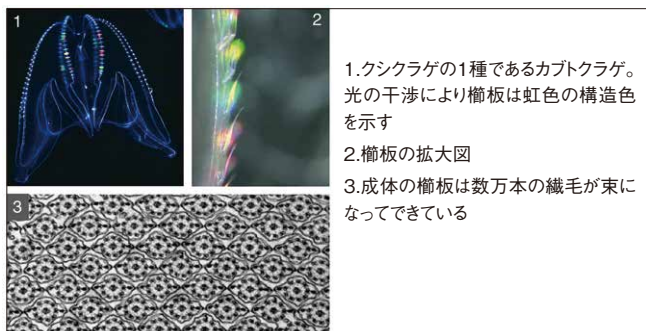 1
2
3
1.クシクラゲの1種であるカブトクラゲ。
光の干渉により櫛板は虹色の構造色
を示す
2.櫛板の拡大図
3.成体の櫛板は数万本の繊毛が束に
なってできている